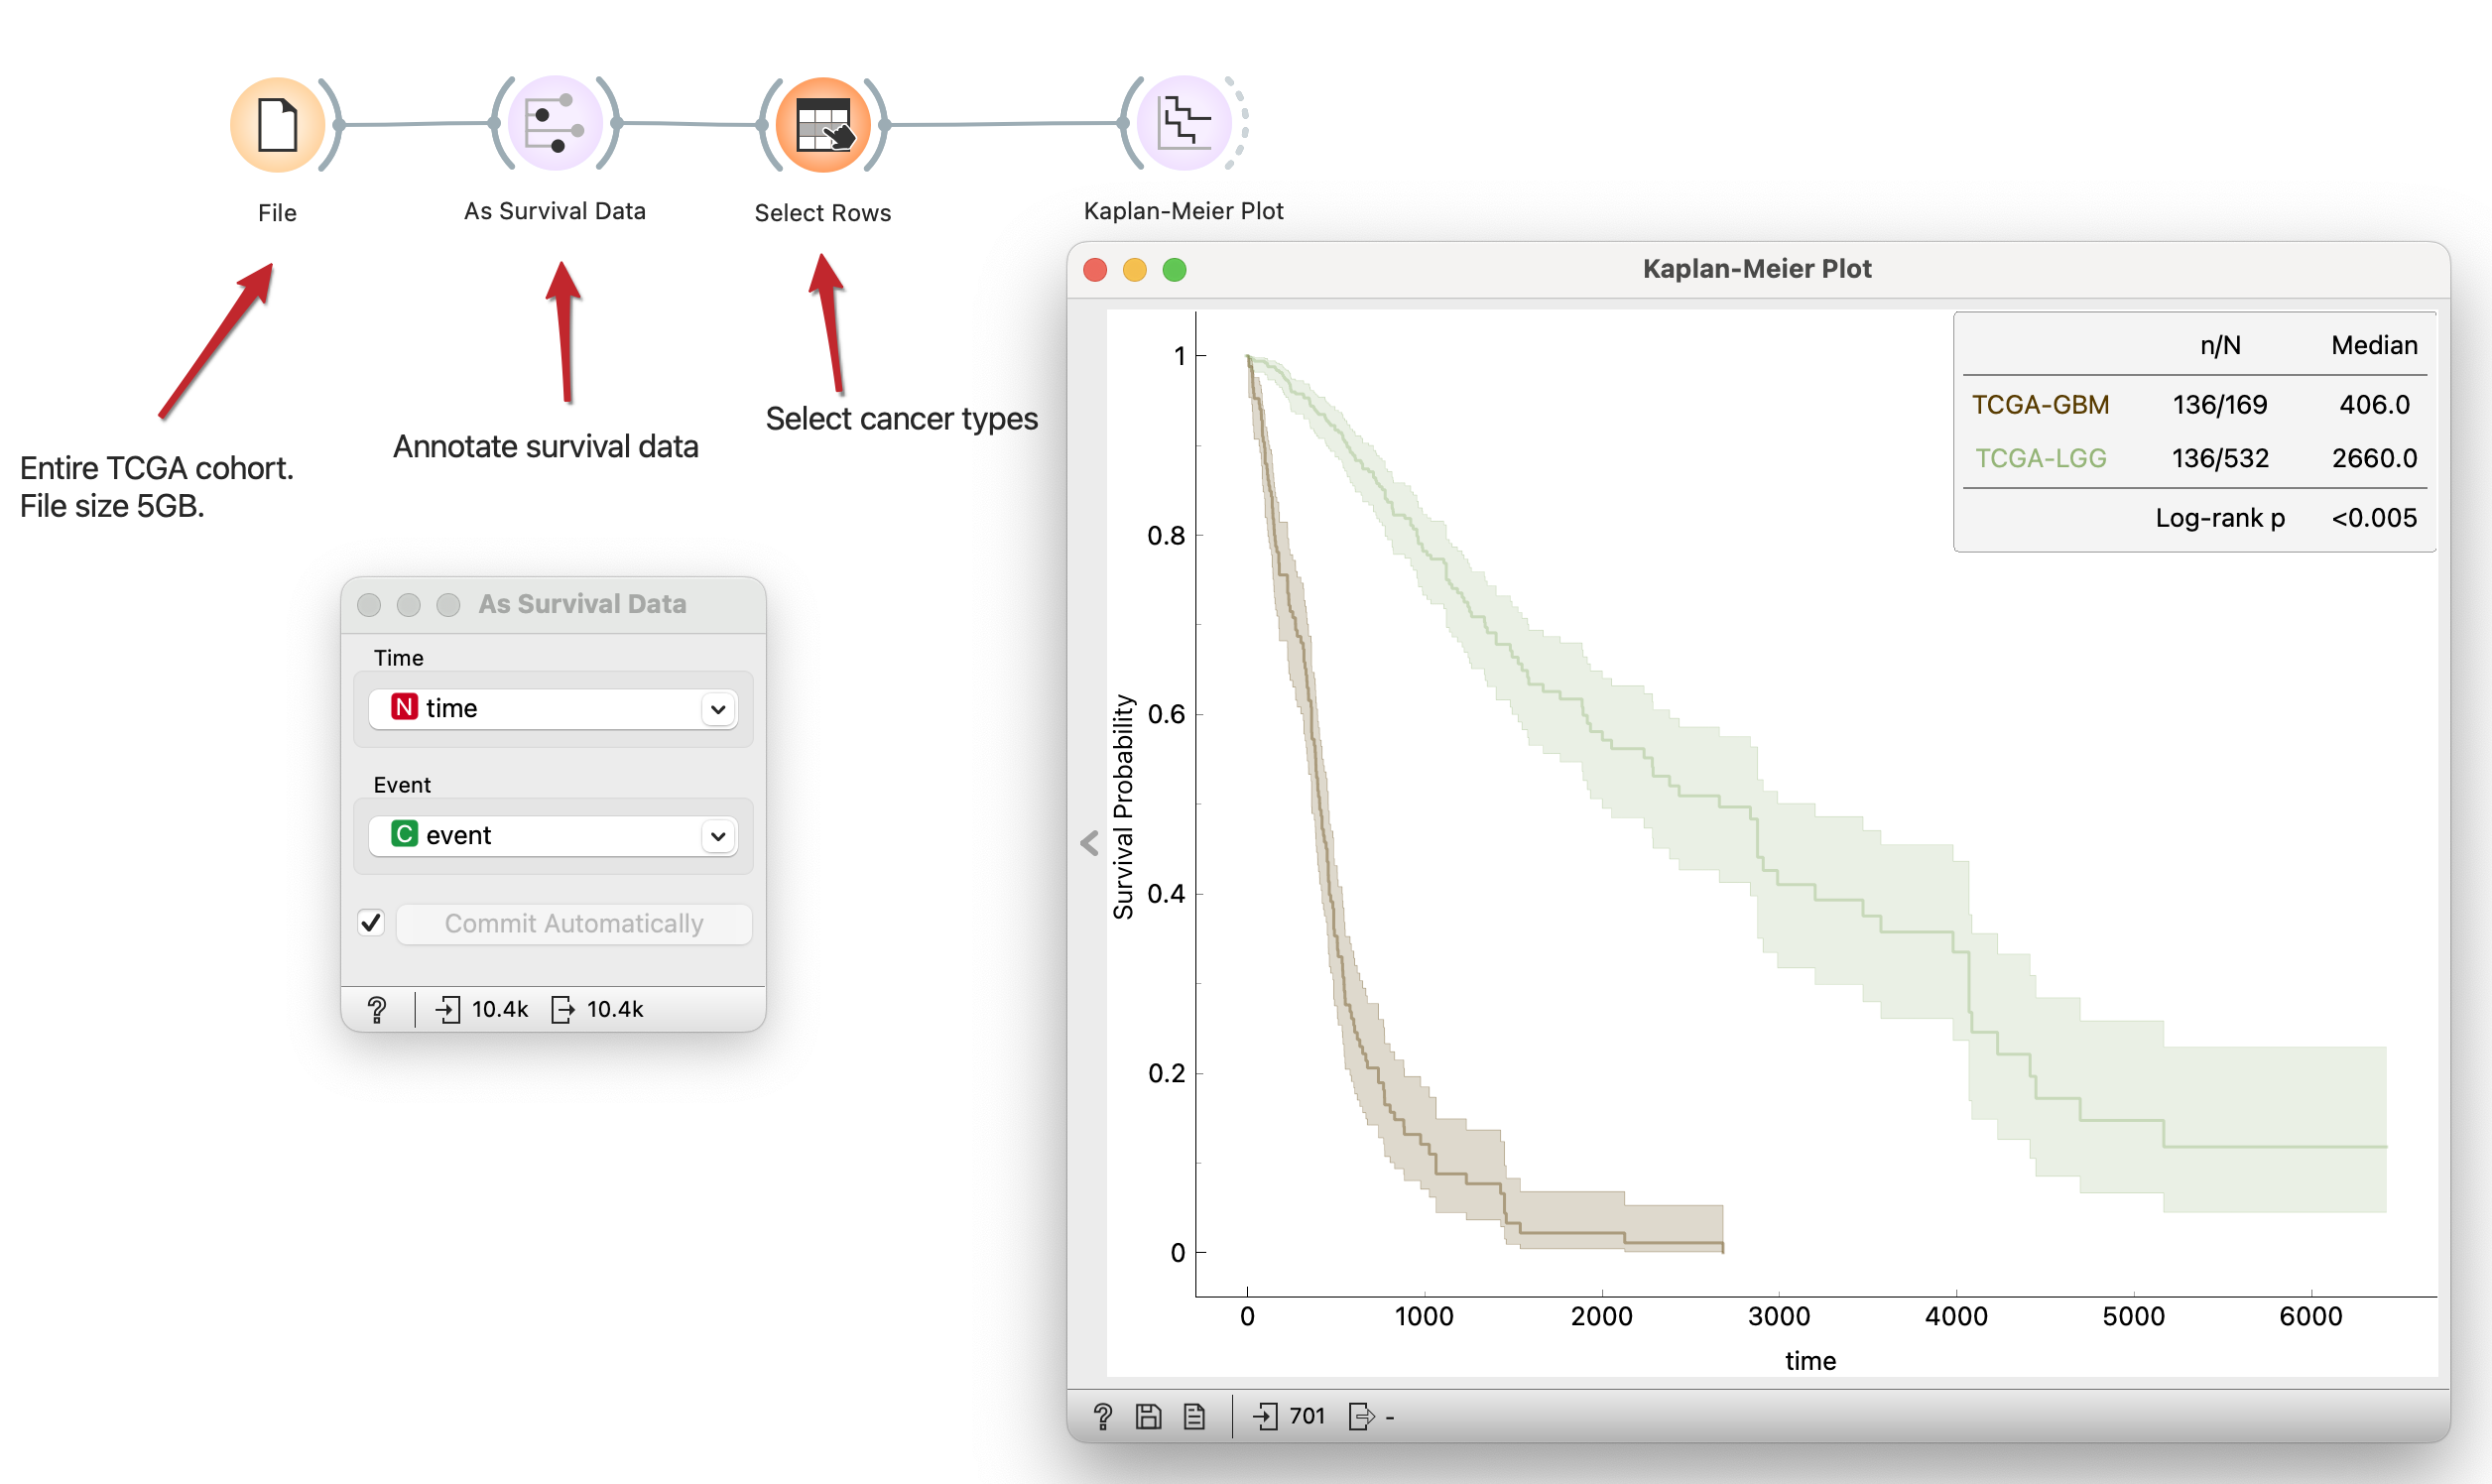 File
As Survival Data
Select Rows
Kaplan-Meier Plot
Entire TCGA cohort.
File size 5GB.
Annotate survival data
Select cancer types
As Survival Data
Time
N time
Event
C event
Commit Automatically
? 10.4k 10.4k
Kaplan-Meier Plot
n/N Median
TCGA-GBM 136/169 406.0
TCGA-LGG 136/532 2660.0
Log-rank p <0.005
Survival Probability
1
0.8
0.6
0.4
0.2
0
0 1000 2000 3000 4000 5000 6000
time
? 701 -